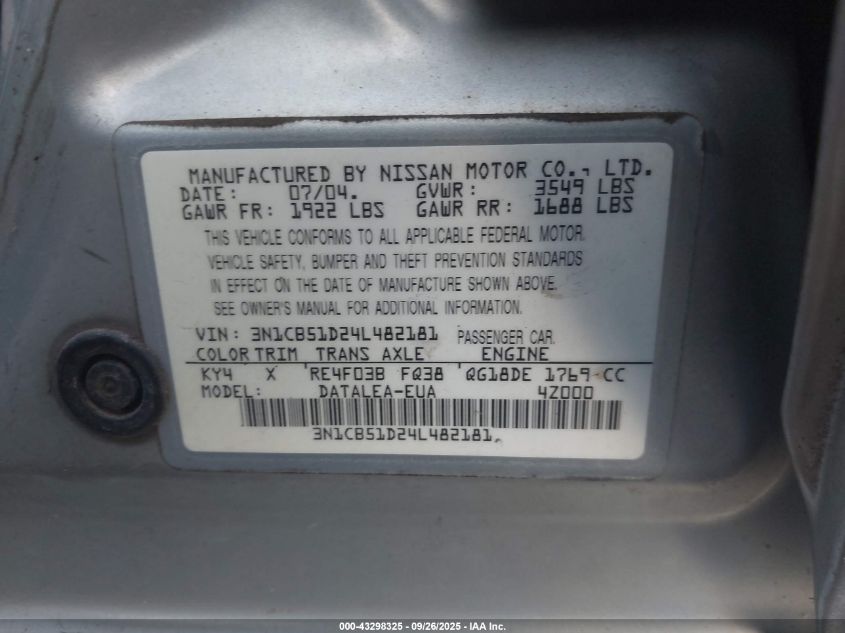 MANUFACTURED BY NISSAN MOTOR CO., LTD.
DATE: 07/04. GVWR: 3549 LBS
GAWR FR: 1922 LBS GAWR RR: 1688 LBS
THIS VEHICLE CONFORMS TO ALL APPLICABLE FEDERAL MOTOR.
VEHICLE SAFETY, BUMPER AND THEFT PREVENTION STANDARDS
IN EFFECT ON THE DATE OF MANUFACTURE SHOWN ABOVE.
SEE OWNER'S MANUAL FOR ADDITIONAL INFORMATION.
VIN: 3N1CB51D24L482181 PASSENGER CAR.
COLOR TRIM TRANS AXLE ENGINE
KY4 X RE4F03B FQ38 QG18DE 1769 CC
MODEL: DATALEA-EUA 4Z000
3N1CB51D24L482181
000-43298325 | 09/26/2025 - IAA Inc.